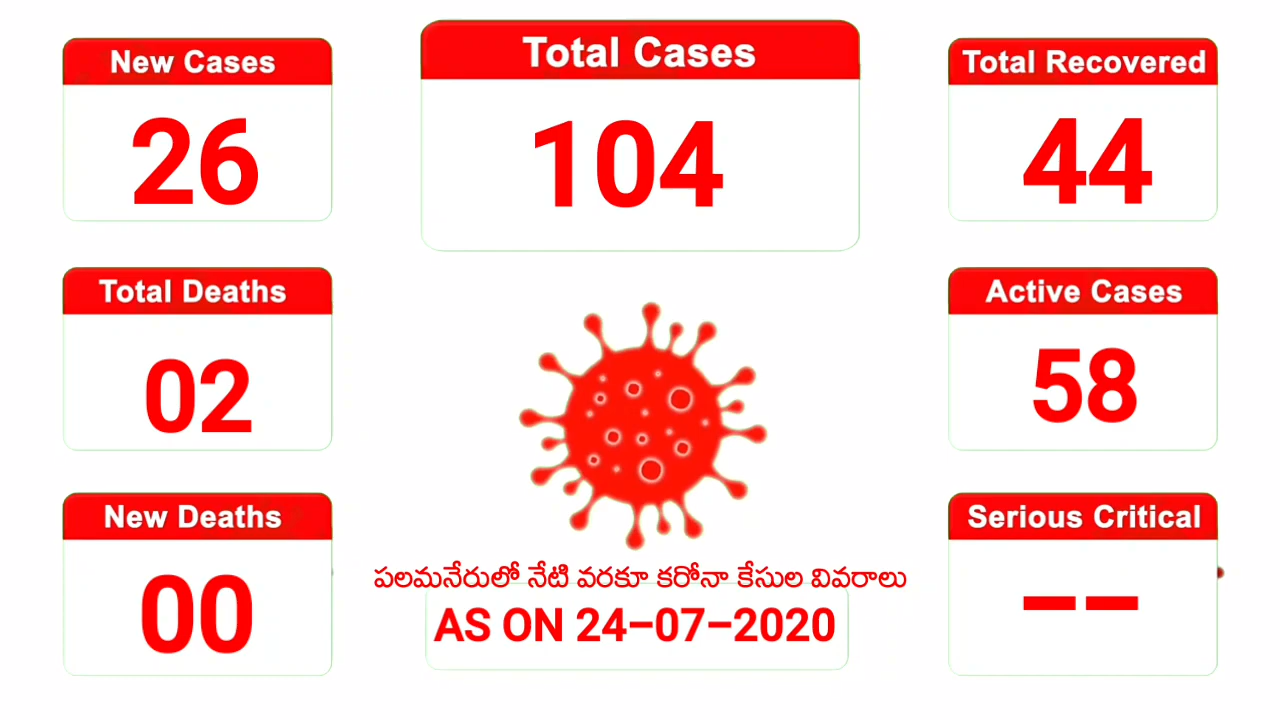 New Cases
26
Total Cases
104
Total Recovered
44
Total Deaths
02
Active Cases
58
New Deaths
00
Serious Critical
--
పలమనేరులో నేటి వరకూ కరోనా కేసుల వివరాలు
AS ON 24-07-2020